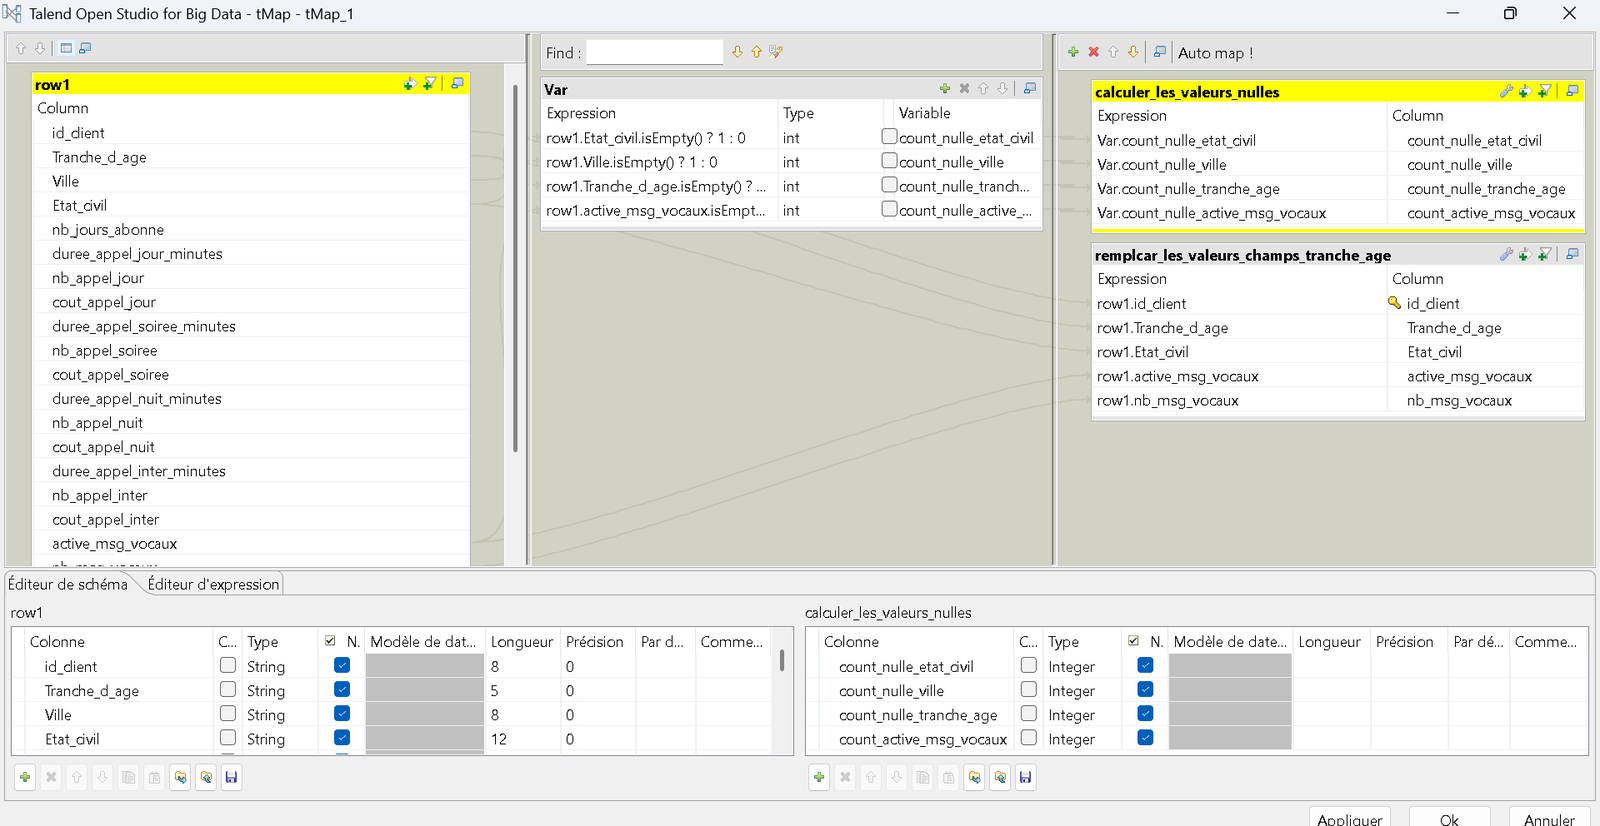 Talend Open Studio for Big Data - tMap - tMap_1
Find :
Auto map !
row1
Column
id_client
Tranche_d_age
Ville
Etat_civil
nb_jours_abonne
duree_appel_jour_minutes
nb_appel_jour
cout_appel_jour
duree_appel_soiree_minutes
nb_appel_soiree
cout_appel_soiree
duree_appel_nuit_minutes
nb_appel_nuit
cout_appel_nuit
duree_appel_inter_minutes
nb_appel_inter
cout_appel_inter
active_msg_vocaux
Var
Expression Type Variable
row1.Etat_civil.isEmpty() ? 1 : 0 int count_nulle_etat_civil
row1.Ville.isEmpty() ? 1 : 0 int count_nulle_ville
row1.Tranche_d_age.isEmpty() ? ... int count_nulle_tranch...
row1.active_msg_vocaux.isEmpt... int count_nulle_active_...
calculer_les_valeurs_nulles
Expression Column
Var.count_nulle_etat_civil count_nulle_etat_civil
Var.count_nulle_ville count_nulle_ville
Var.count_nulle_tranche_age count_nulle_tranche_age
Var.count_nulle_active_msg_vocaux count_active_msg_vocaux
remplcar_les_valeurs_champs_tranche_age
Expression Column
row1.id_client id_client
row1.Tranche_d_age Tranche_d_age
row1.Etat_civil Etat_civil
row1.active_msg_vocaux active_msg_vocaux
row1.nb_msg_vocaux nb_msg_vocaux
Éditeur de schéma Éditeur d'expression
row1
Colonne C... Type N. Modèle de dat... Longueur Précision Par d... Comme...
id_client String 8 0
Tranche_d_age String 5 0
Ville String 8 0
Etat_civil String 12 0
calculer_les_valeurs_nulles
Colonne C... Type N. Modèle de date... Longueur Précision Par dé... Comme...
count_nulle_etat_civil Integer
count_nulle_ville Integer
count_nulle_tranche_age Integer
count_active_msg_vocaux Integer
Appliquer Ok Annuler